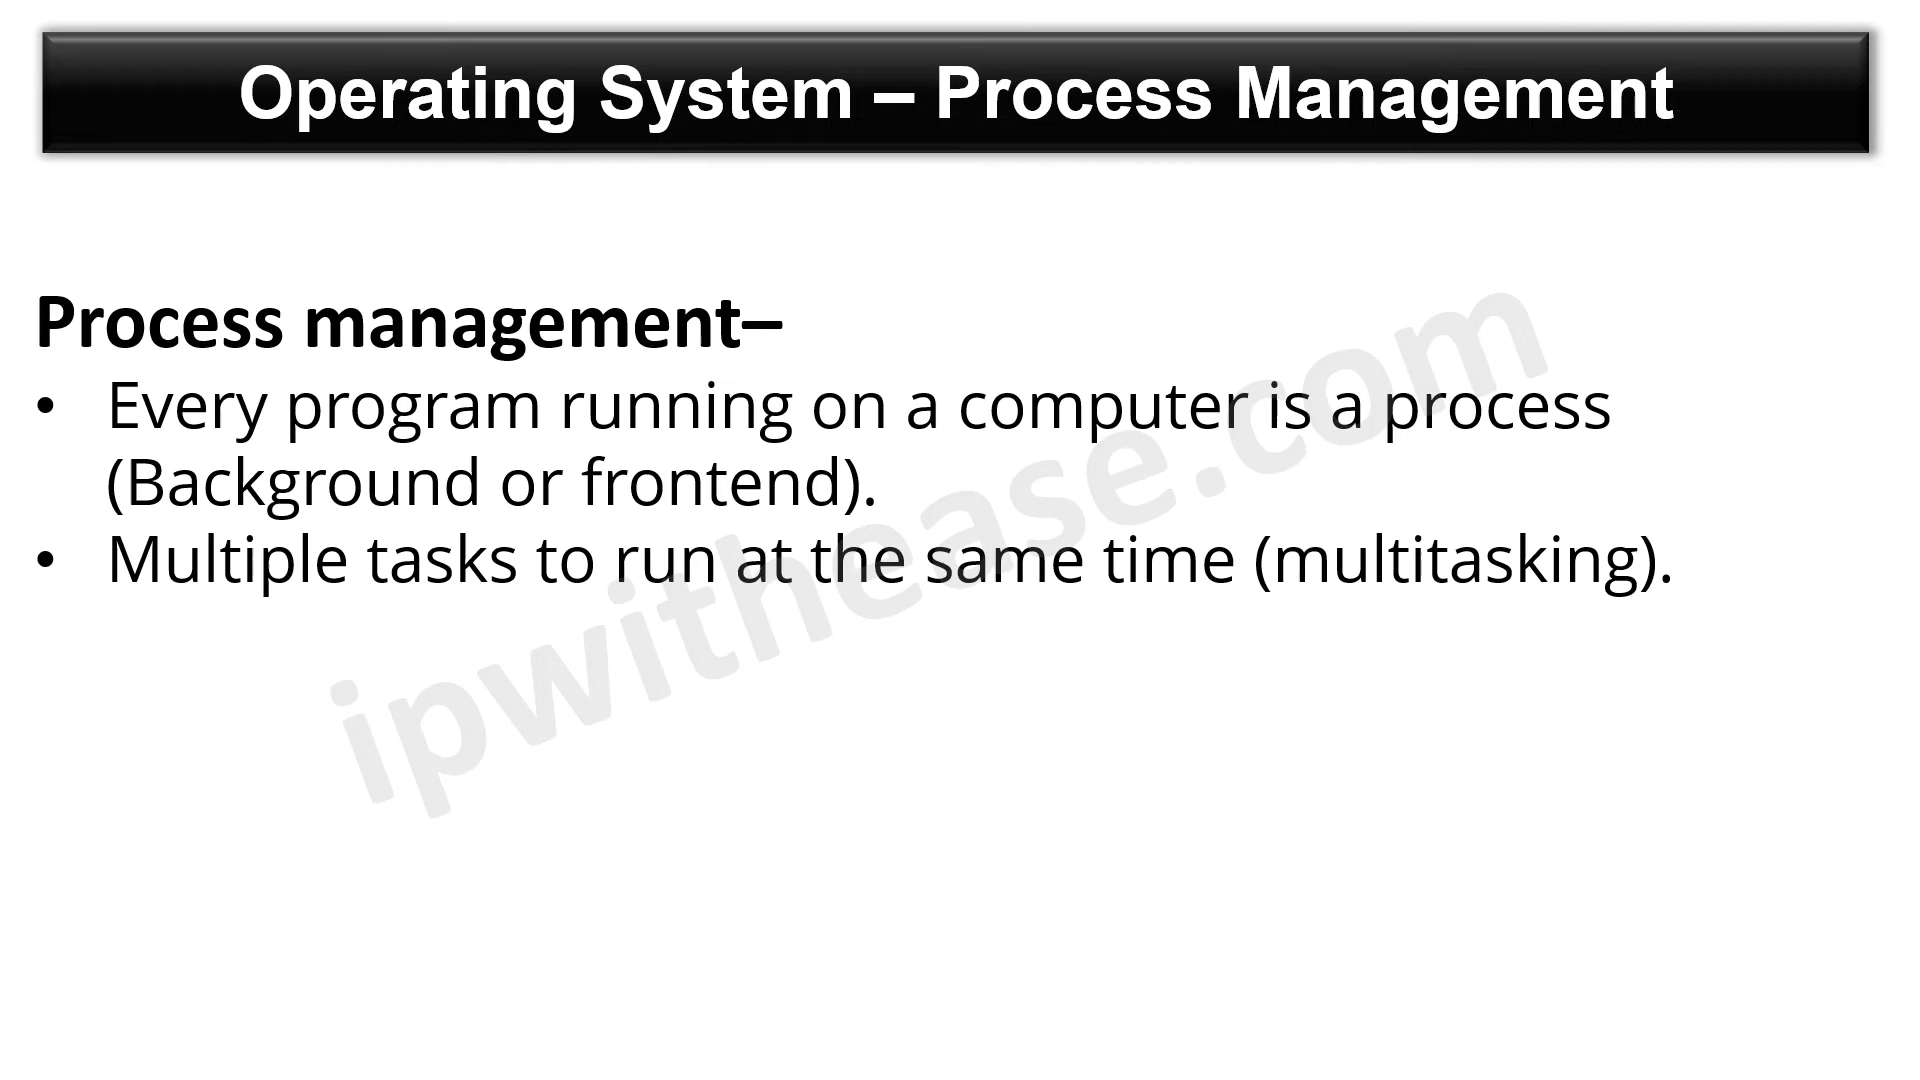 Operating System – Process Management
Process management–
• Every program running on a computer is a process
(Background or frontend).
• Multiple tasks to run at the same time (multitasking).
ipwithease.com